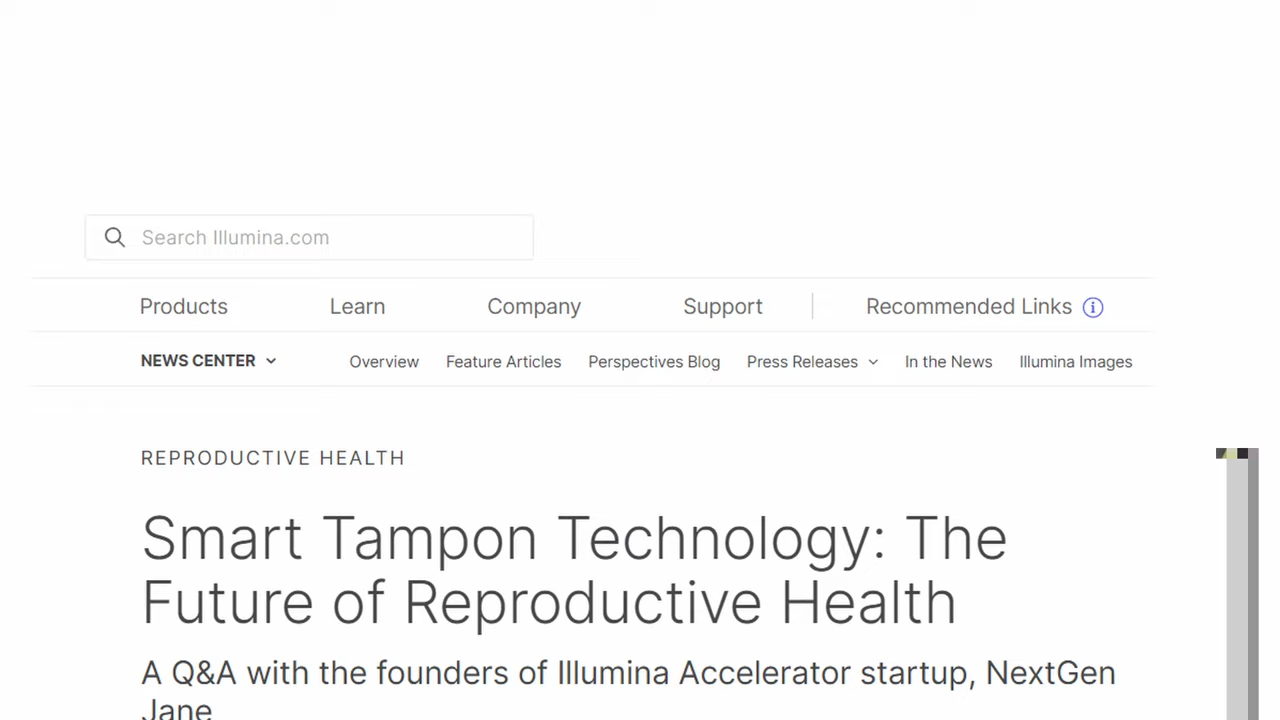 Search Illumina.com
Products Learn Company Support Recommended Links
NEWS CENTER Overview Feature Articles Perspectives Blog Press Releases In the News Illumina Images
REPRODUCTIVE HEALTH
Smart Tampon Technology: The
Future of Reproductive Health
A Q&A with the founders of Illumina Accelerator startup, NextGen
Jane